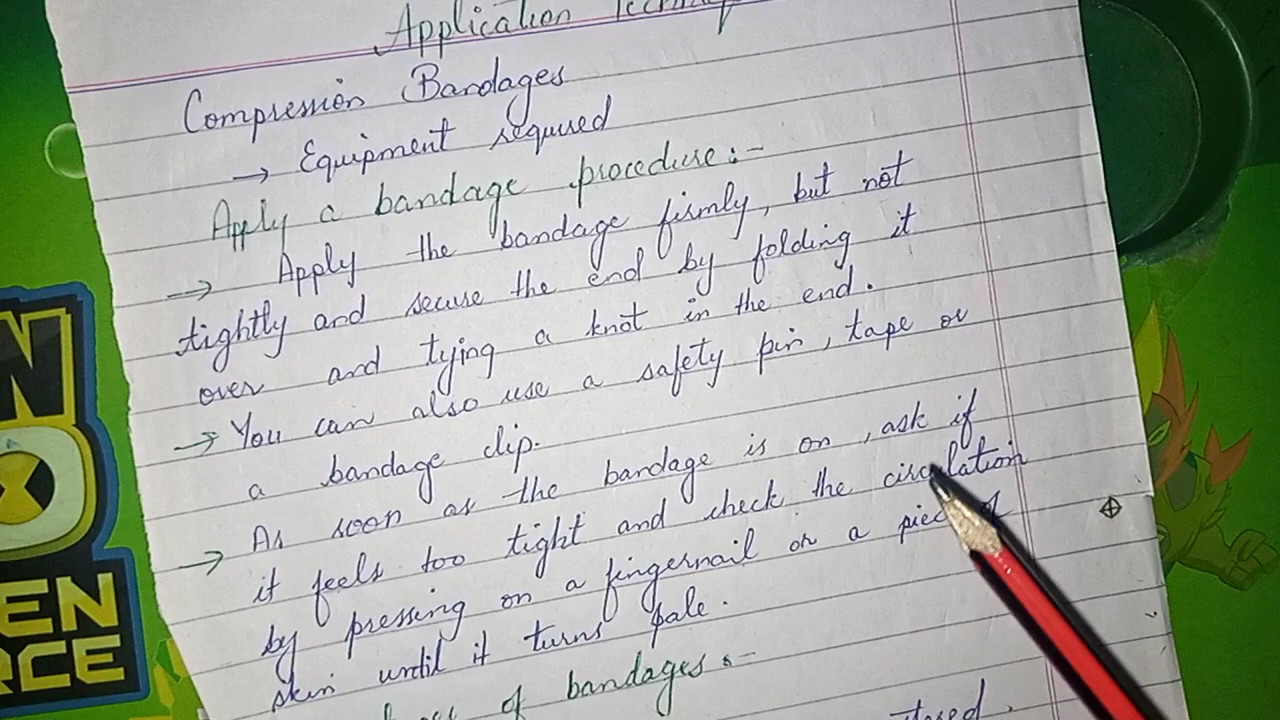 Application
Compression Bandages
→ Equipment required
Apply a bandage procedure :-
→ Apply the bandage firmly, but not
tightly and secure the end by folding it
over and tying a knot in the end.
→ You can also use a safety pin, tape or
a bandage clip.
→ As soon as the bandage is on, ask if
it feels too tight and check the circulation
by pressing on a fingernail or a piece of
skin until it turns pale.
of bandages :-